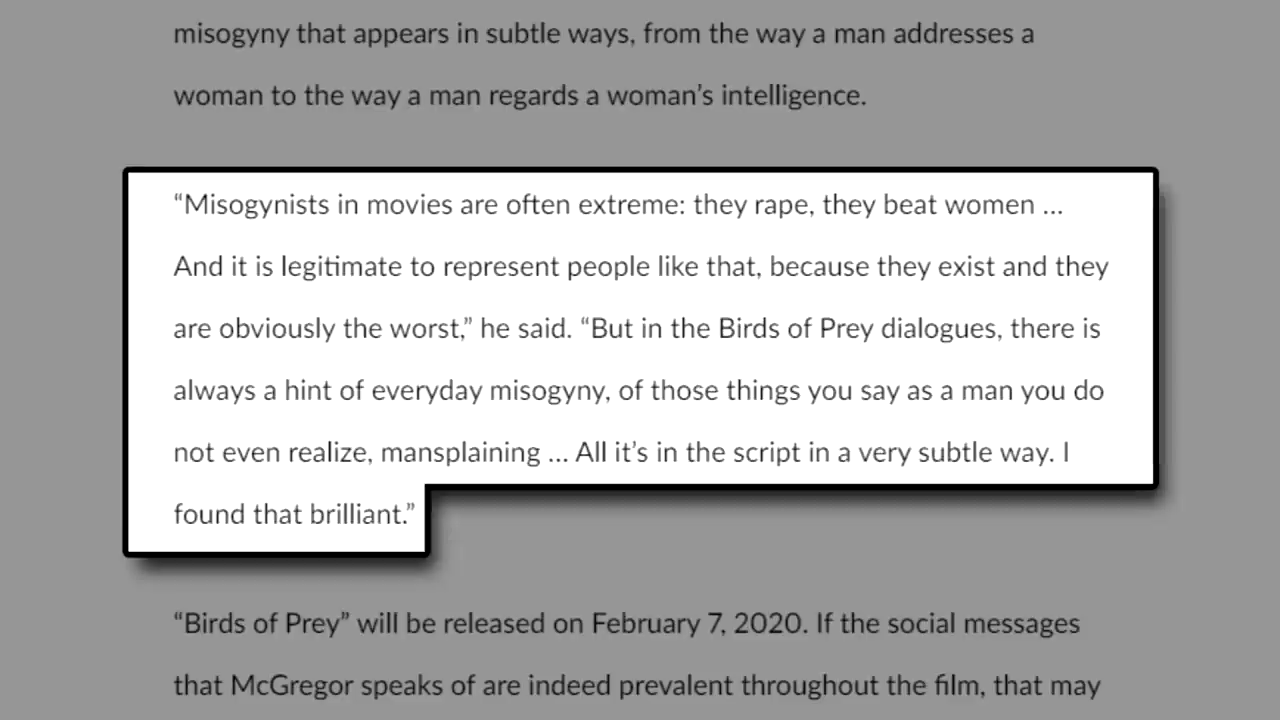 misogyny that appears in subtle ways, from the way a man addresses a
woman to the way a man regards a woman’s intelligence.
“Misogynists in movies are often extreme: they rape, they beat women ...
And it is legitimate to represent people like that, because they exist and they
are obviously the worst,” he said. “But in the Birds of Prey dialogues, there is
always a hint of everyday misogyny, of those things you say as a man you do
not even realize, mansplaining ... All it’s in the script in a very subtle way. I
found that brilliant.”
“Birds of Prey” will be released on February 7, 2020. If the social messages
that McGregor speaks of are indeed prevalent throughout the film, that may